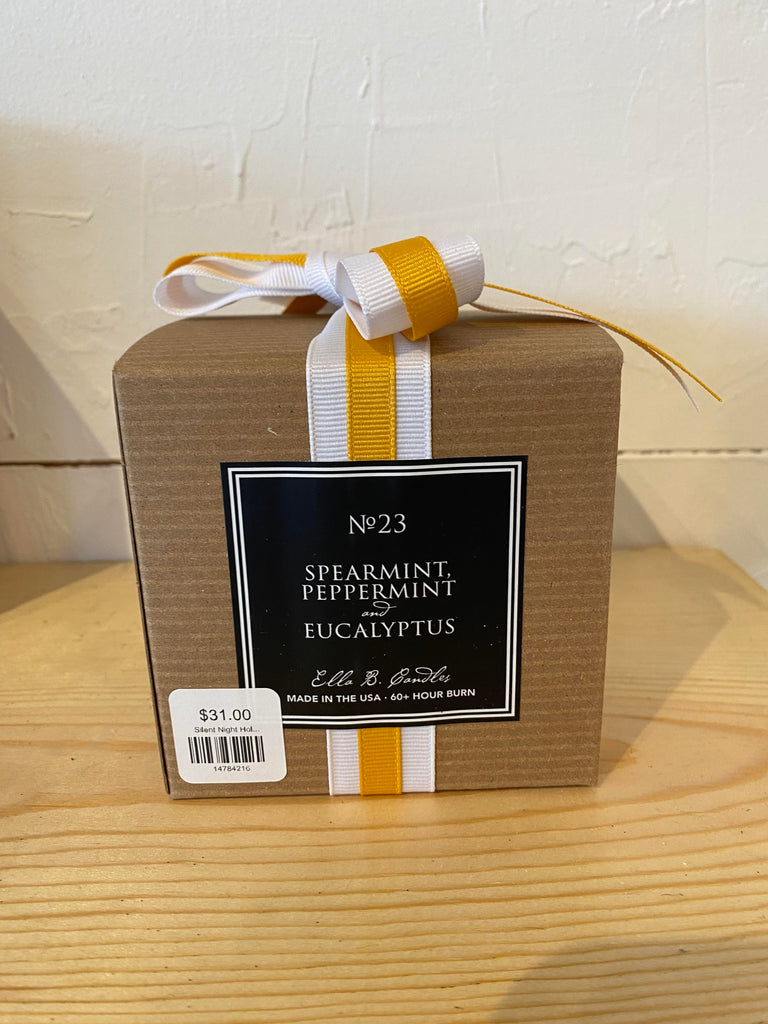 Nº23
SPEARMINT,
PEPPERMINT
and
EUCALYPTUS
Ella B. Candles
MADE IN THE USA · 60+ HOUR BURN
$31.00
Silent Night Hol...
14784216